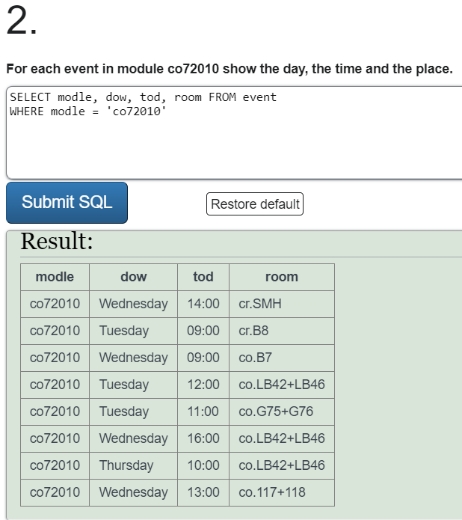 2.
For each event in module co72010 show the day, the time and the place.
SELECT modle, dow, tod, room FROM event
WHERE modle = 'co72010'
Submit SQL Restore default
Result:
modle dow tod room
co72010 Wednesday 14:00 cr.SMH
co72010 Tuesday 09:00 cr.B8
co72010 Wednesday 09:00 co.B7
co72010 Tuesday 12:00 co.LB42+LB46
co72010 Tuesday 11:00 co.G75+G76
co72010 Wednesday 16:00 co.LB42+LB46
co72010 Thursday 10:00 co.LB42+LB46
co72010 Wednesday 13:00 co.117+118